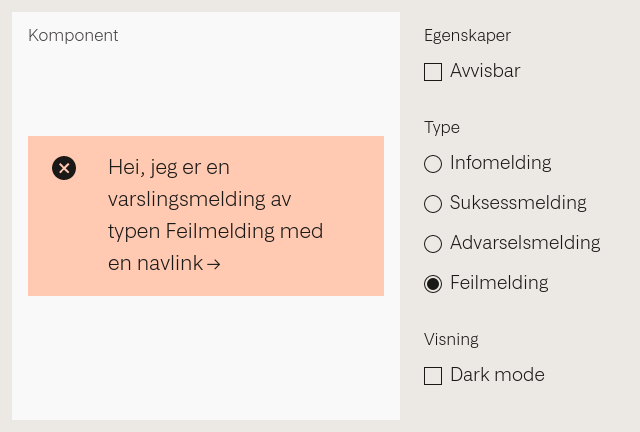 Komponent
Hei, jeg er en
varslingsmelding av
typen Feilmelding med
en navlink →
Egenskaper
Avvisbar
Type
Infomelding
Suksessmelding
Advarselsmelding
Feilmelding
Visning
Dark mode